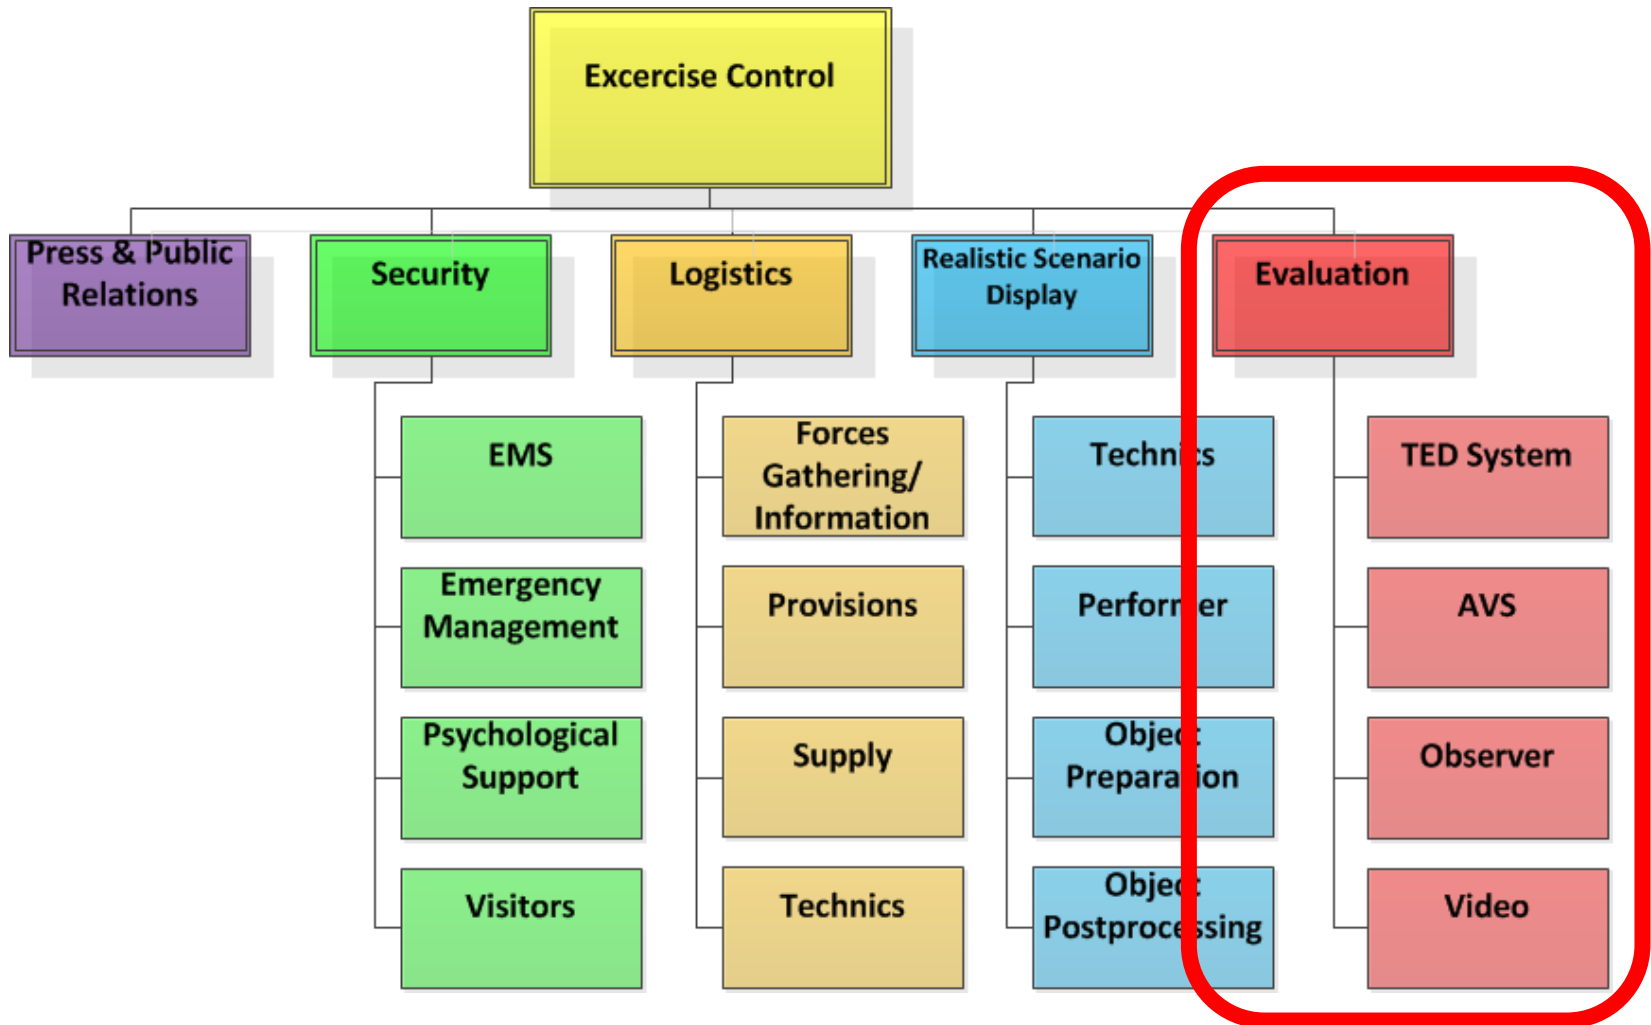 Excercise Control
Press & Public
Relations
Security
Logistics
Realistic Scenario
Display
Evaluation
EMS
Emergency
Management
Psychological
Support
Visitors
Forces
Gathering/
Information
Provisions
Supply
Technics
Technics
Performer
Object
Preparation
Object
Postprocessing
TED System
AVS
Observer
Video